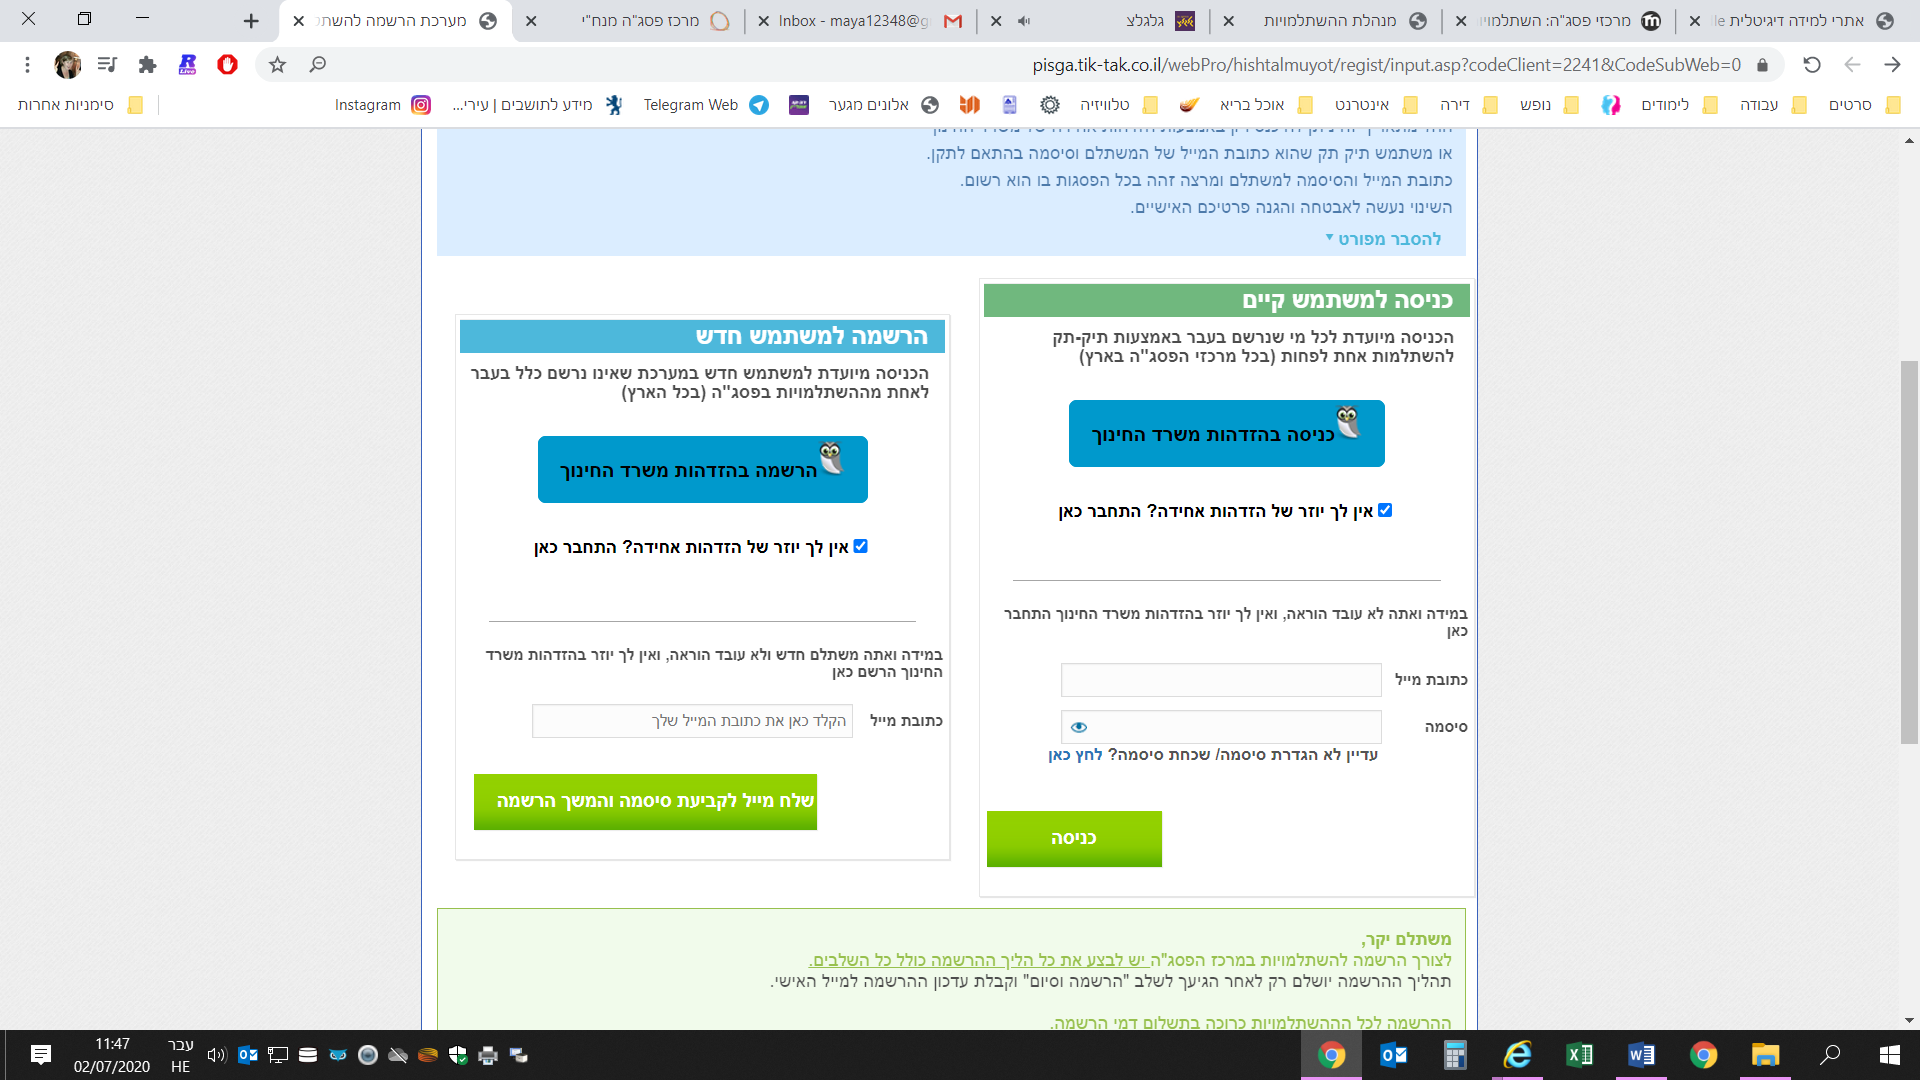 מערכת הרשמה להשתל
מרכז פסג"ה מנח"י
Inbox - maya12348@g
גלגלצ
מנהלת ההשתלמויות
מרכזי פסג"ה: השתלמויו
אתרי למידה דיגיטלית
pisga.tik-tak.co.il/webPro/hishtalmuyot/regist/input.asp?codeClient=2241&CodeSubWeb=0
סרטים
עבודה
לימודים
נופש
דירה
אינטרנט
אוכל בריא
טלוויזיה
אלונים מגער
Telegram Web
מידע לתושבים | עירי...
Instagram
סימניות אחרות
או משתמש תיק תק שהוא כתובת המייל של המשתלם וסיסמה בהתאם לתקן.
כתובת המייל והסיסמה למשתלם ומרצה זהה בכל הפסגות בו הוא רשום.
השינוי נעשה לאבטחה והגנה פרטיכם האישיים.
להסבר מפורט
כניסה למשתמש קיים
הכניסה מיועדת לכל מי שנרשם בעבר באמצעות תיק-תק
להשתלמות אחת לפחות (בכל מרכזי הפסג"ה בארץ)
כניסה בהזדהות משרד החינוך
אין לך יוזר של הזדהות אחידה? התחבר כאן
במידה ואתה לא עובד הוראה, ואין לך יוזר בהזדהות משרד החינוך התחבר
כאן
כתובת מייל
סיסמה
עדיין לא הגדרת סיסמה/ שכחת סיסמה? לחץ כאן
כניסה
הרשמה למשתמש חדש
הכניסה מיועדת למשתמש חדש במערכת שאינו נרשם כלל בעבר
לאחת מההשתלמויות בפסג"ה (בכל הארץ)
הרשמה בהזדהות משרד החינוך
אין לך יוזר של הזדהות אחידה? התחבר כאן
במידה ואתה משתלם חדש ולא עובד הוראה, ואין לך יוזר בהזדהות משרד
החינוך הרשם כאן
כתובת מייל
הקלד כאן את כתובת המייל שלך
שלח מייל לקביעת סיסמה והמשך הרשמה
משתלם יקר,
לצורך הרשמה להשתלמויות במרכז הפסג"ה יש לבצע את כל הליך ההרשמה כולל כל השלבים.
תהליך ההרשמה יושלם רק לאחר הגיעך לשלב "הרשמה וסיום" וקבלת עדכון ההרשמה למייל האישי.
ההרשמה לכל הההשתלמויות כרוכה בתשלום דמי הרשמה.
11:47
02/07/2020
עבר
HE